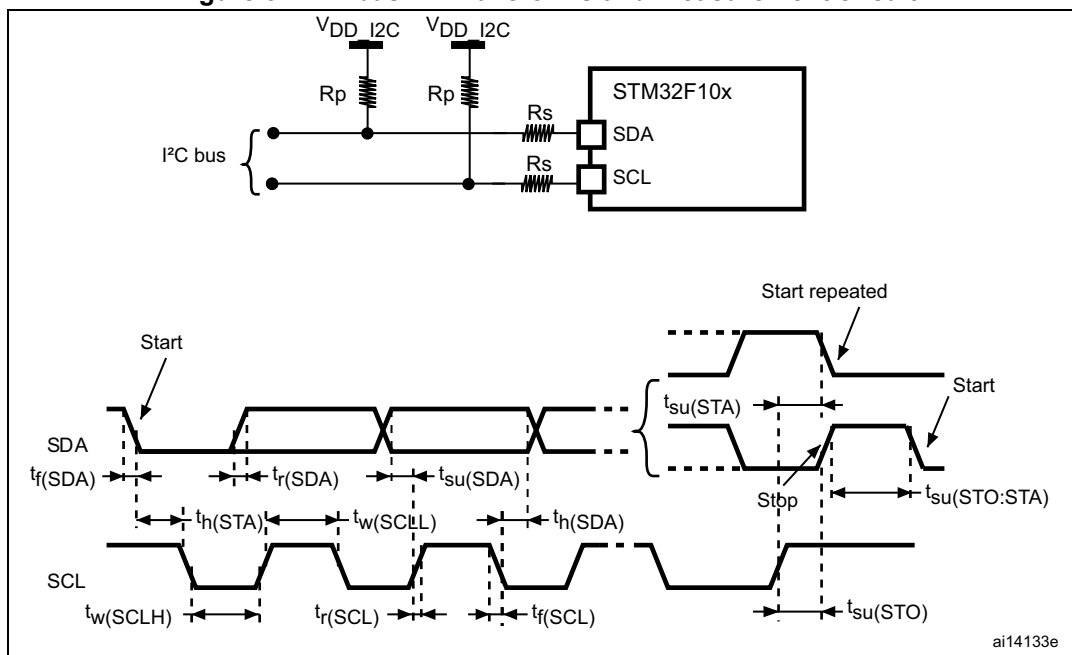 VDD_I2C VDD_I2C
STM32F10x
Rp Rp
Rs
SDA
I²C bus
Rs
SCL
Start repeated
Start
Start
tsu(STA)
SDA
tf(SDA) tr(SDA) tsu(SDA)
Stop
tsu(STO:STA)
th(STA) tw(SCLL) th(SDA)
SCL
tw(SCLH) tr(SCL) tf(SCL) tsu(STO)
ai14133e